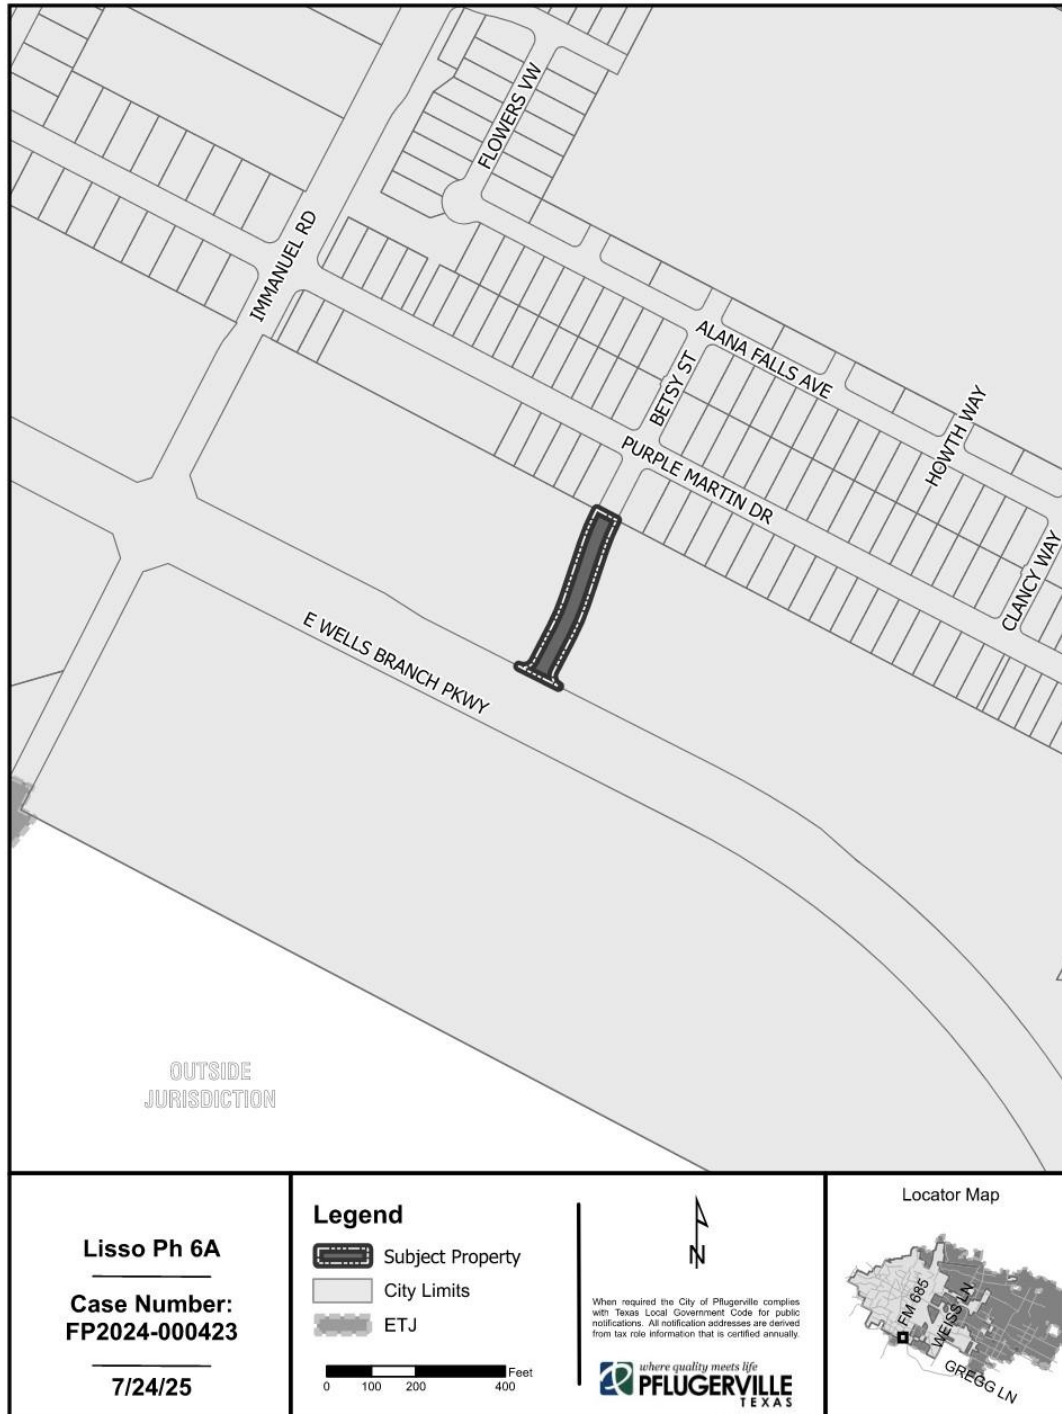 FLOWERS VW
IMMANUEL RD
ALANA FALLS AVE
BETSY ST
HOWTH WAY
PURPLE MARTIN DR
CLANCY WAY
E WELLS BRANCH PKWY
OUTSIDE
JURISDICTION
Lisso Ph 6A
Case Number:
FP2024-000423
7/24/25
Legend
Subject Property
City Limits
ETJ
Feet
0 100 200 400
N
When required the City of Pflugerville complies
with Texas Local Government Code for public
notifications. All notification addresses are derived
from tax role information that is certified annually.
where quality meets life
PFLUGERVILLE
TEXAS
Locator Map
FM 685
WEISS LN
GREGG LN